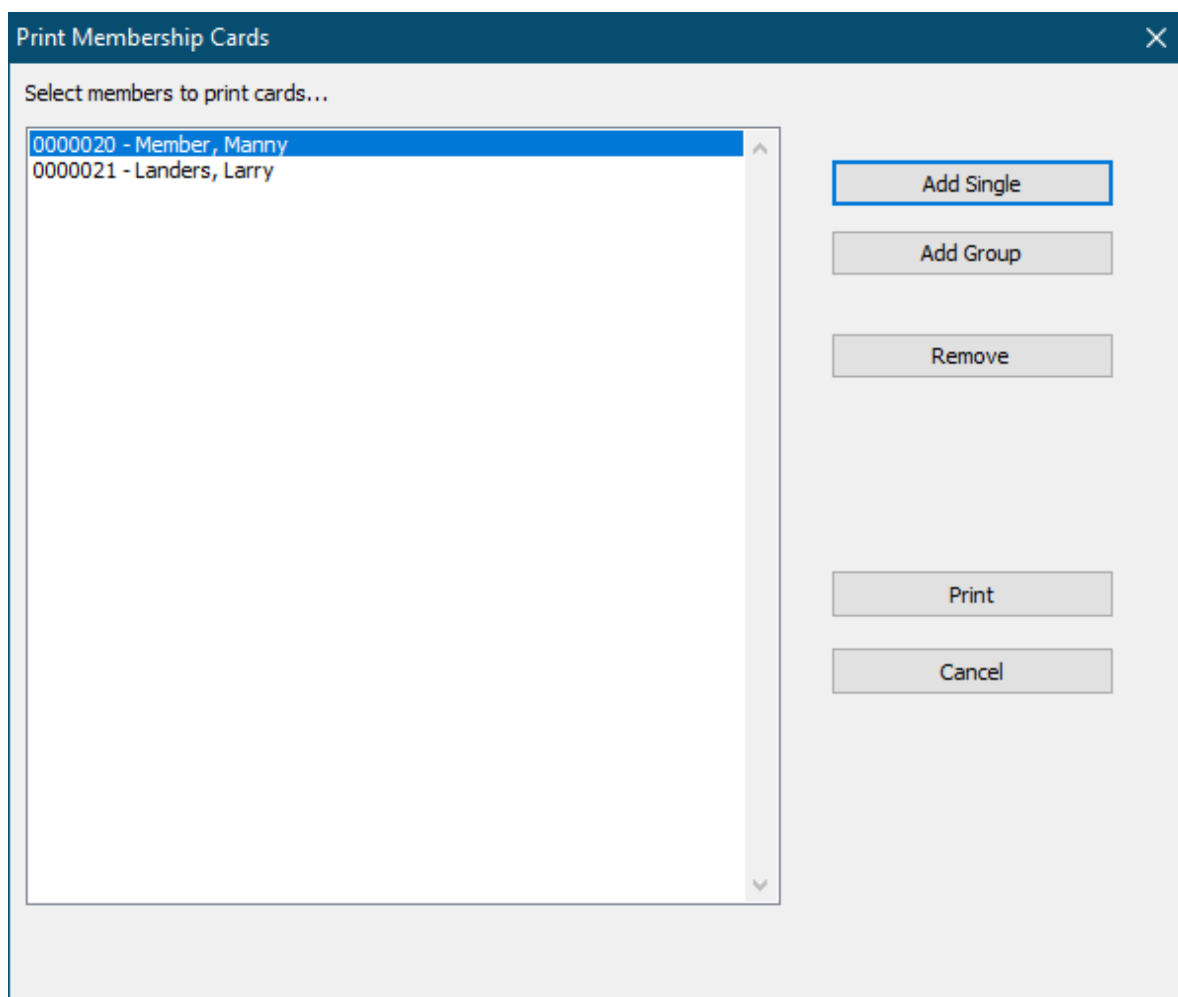 Print Membership Cards
Select members to print cards...
0000020 - Member, Manny
0000021 - Landers, Larry
Add Single
Add Group
Remove
Print
Cancel